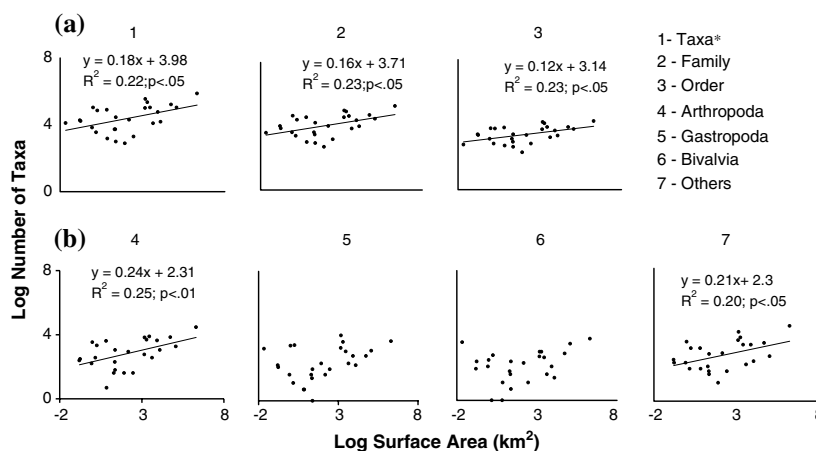 (a)
1
2
3
y = 0.18x + 3.98
R² = 0.22;p<.05
y = 0.16x + 3.71
R² = 0.23;p<.05
y = 0.12x + 3.14
R² = 0.23; p<.05
1- Taxa*
2 - Family
3 - Order
4 - Arthropoda
5 - Gastropoda
6 - Bivalvia
7 - Others
8
4
0
Log Number of Taxa
(b)
4
5
6
7
y = 0.24x + 2.31
R² = 0.25; p<.01
y = 0.21x+ 2.3
R² = 0.20; p<.05
8
4
0
-2 3 8 -2 3 8 -2 3 8 -2 3 8
Log Surface Area (km²)